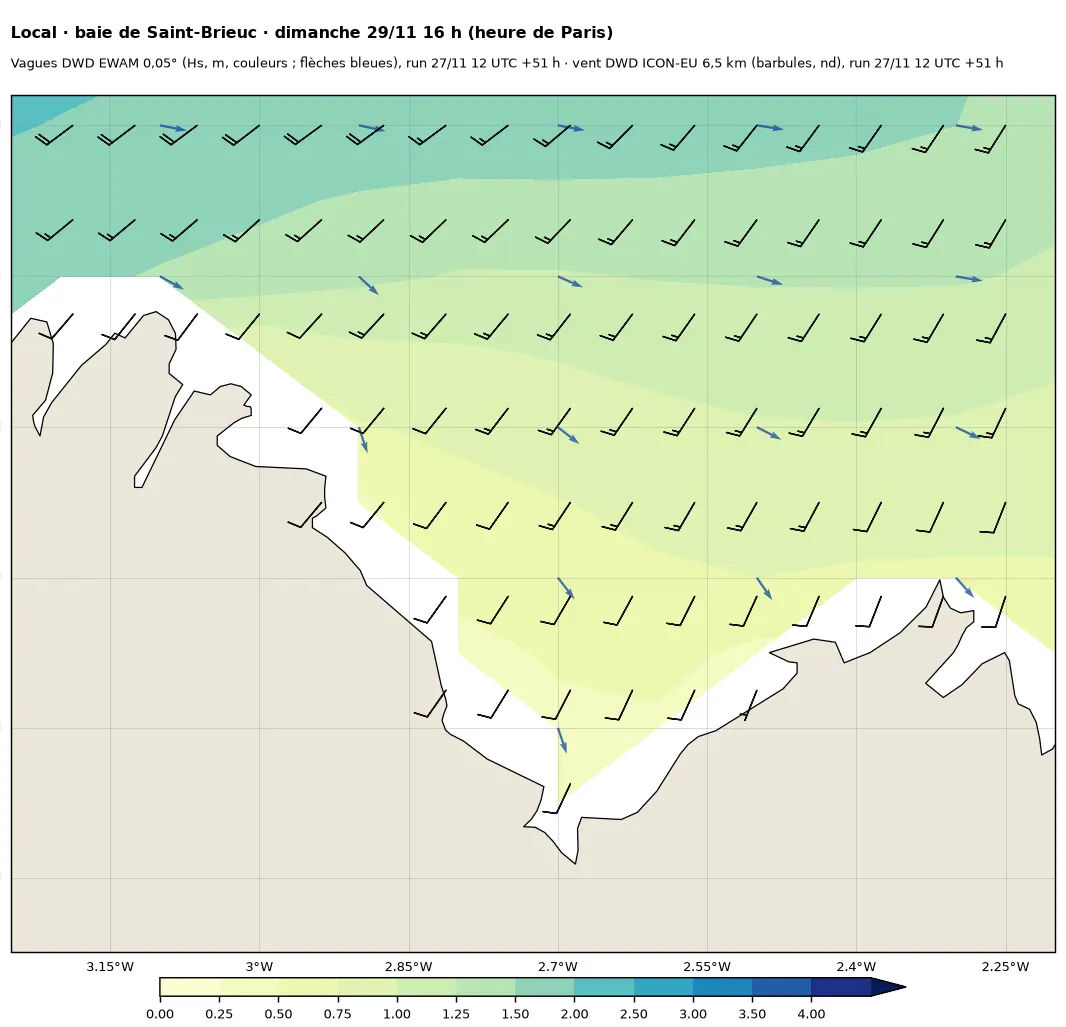 Local · baie de Saint-Brieuc · dimanche 29/11 16 h (heure de Paris)
Vagues DWD EWAM 0,05° (Hs, m, couleurs ; flèches bleues), run 27/11 12 UTC +51 h · vent DWD ICON-EU 6,5 km (barbules, nd), run 27/11 12 UTC +51 h
3.15°W 3°W 2.85°W 2.7°W 2.55°W 2.4°W 2.25°W
0.00 0.25 0.50 0.75 1.00 1.25 1.50 2.00 2.50 3.00 3.50 4.00